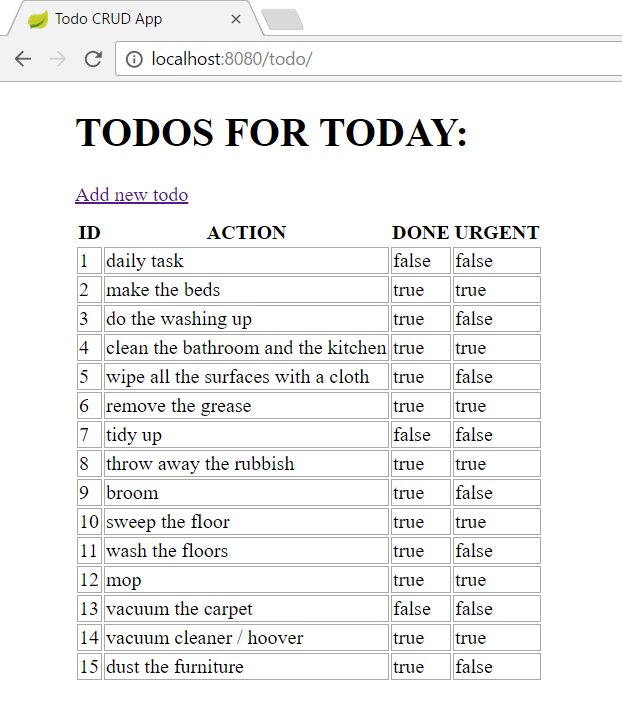 Todo CRUD App
localhost:8080/todo/
TODOS FOR TODAY:
Add new todo
ID ACTION DONE URGENT
1 daily task false false
2 make the beds true true
3 do the washing up true false
4 clean the bathroom and the kitchen true true
5 wipe all the surfaces with a cloth true false
6 remove the grease true true
7 tidy up false false
8 throw away the rubbish true true
9 broom true false
10 sweep the floor true true
11 wash the floors true false
12 mop true true
13 vacuum the carpet false false
14 vacuum cleaner / hoover true true
15 dust the furniture true false